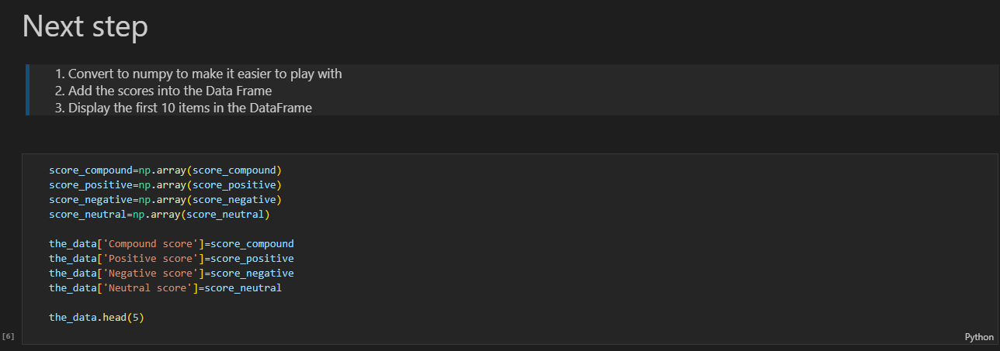 Next step
1. Convert to numpy to make it easier to play with
2. Add the scores into the Data Frame
3. Display the first 10 items in the DataFrame
score_compound=np.array(score_compound)
score_positive=np.array(score_positive)
score_negative=np.array(score_negative)
score_neutral=np.array(score_neutral)
the_data['Compound score']=score_compound
the_data['Positive score']=score_positive
the_data['Negative score']=score_negative
the_data['Neutral score']=score_neutral
the_data.head(5)
[6]
Python